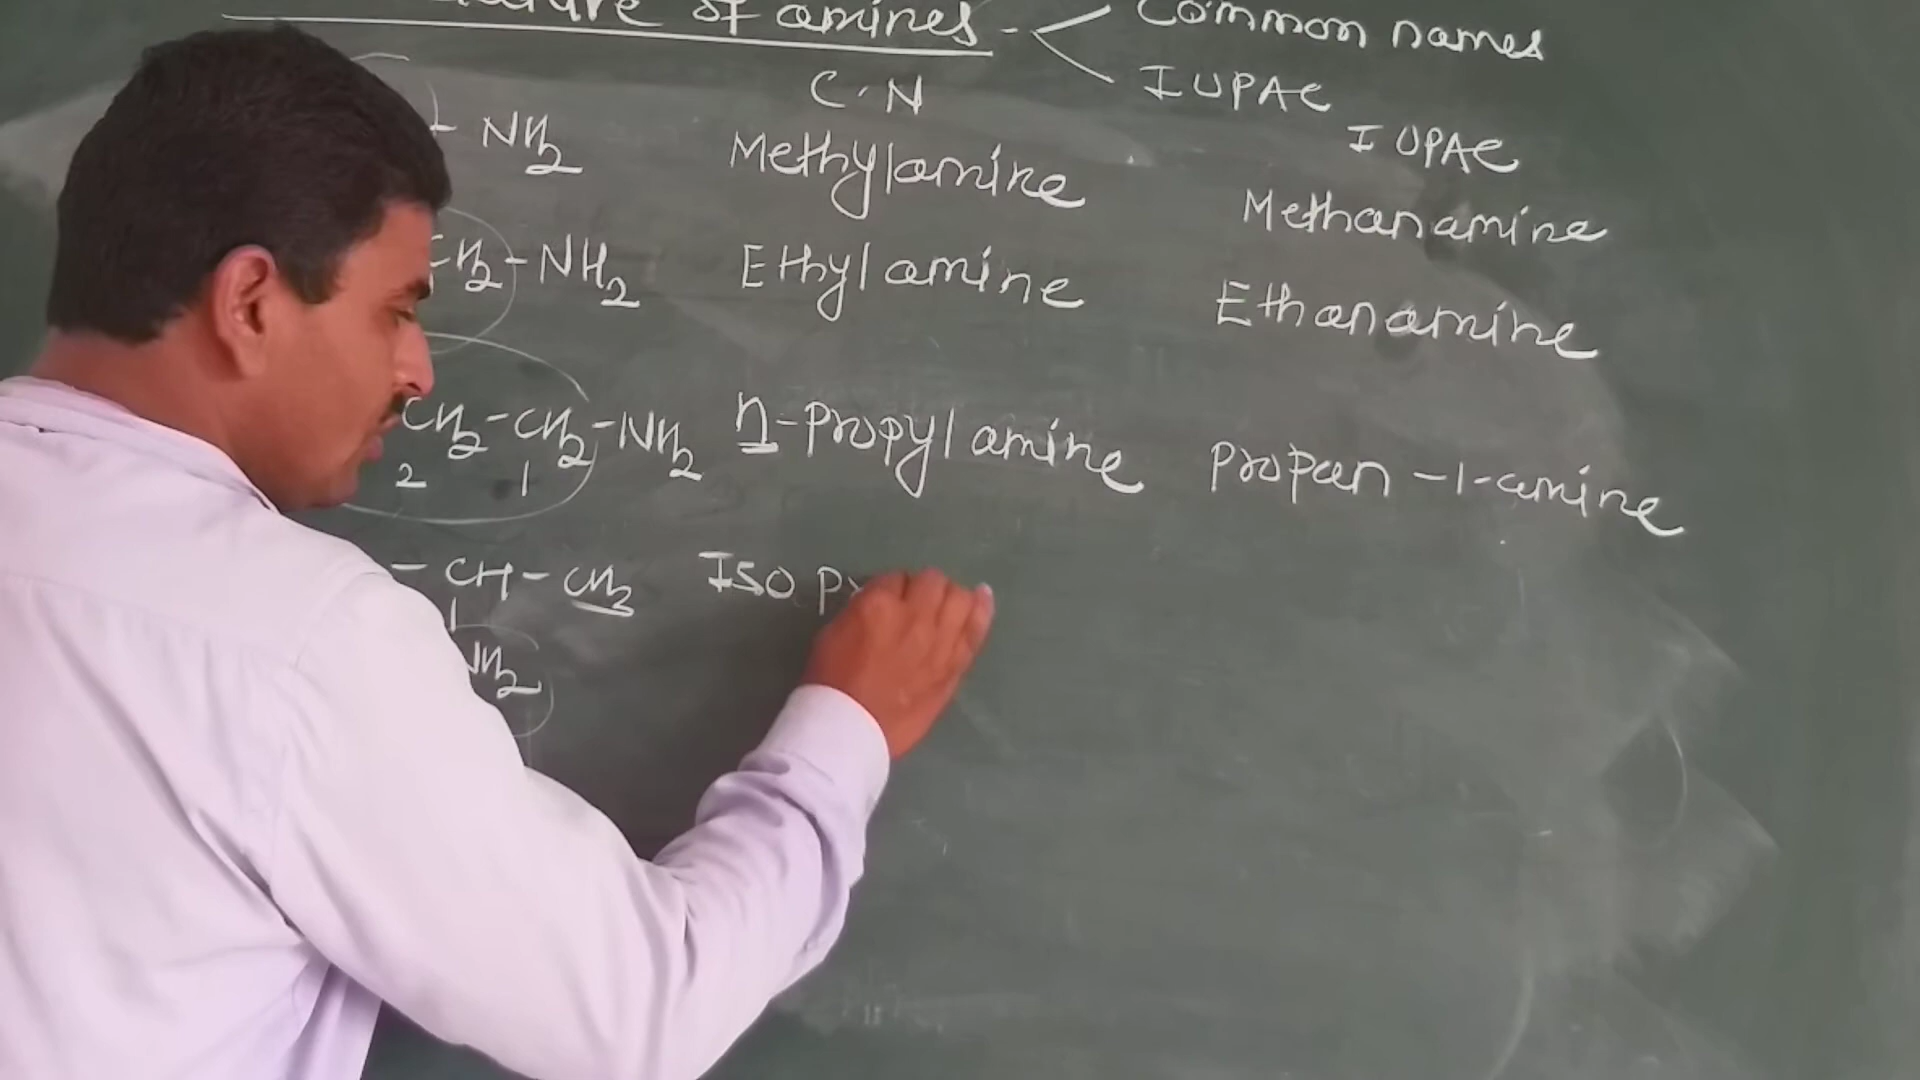 of amines - Common names
IUPAC
C.N IUPAC
NH2 Methylamine Methanamine
CH2-NH2 Ethylamine Ethanamine
CH2-CH2-NH2 n-propylamine propan-1-amine
2 1
- CH - CH3 Iso
NH2